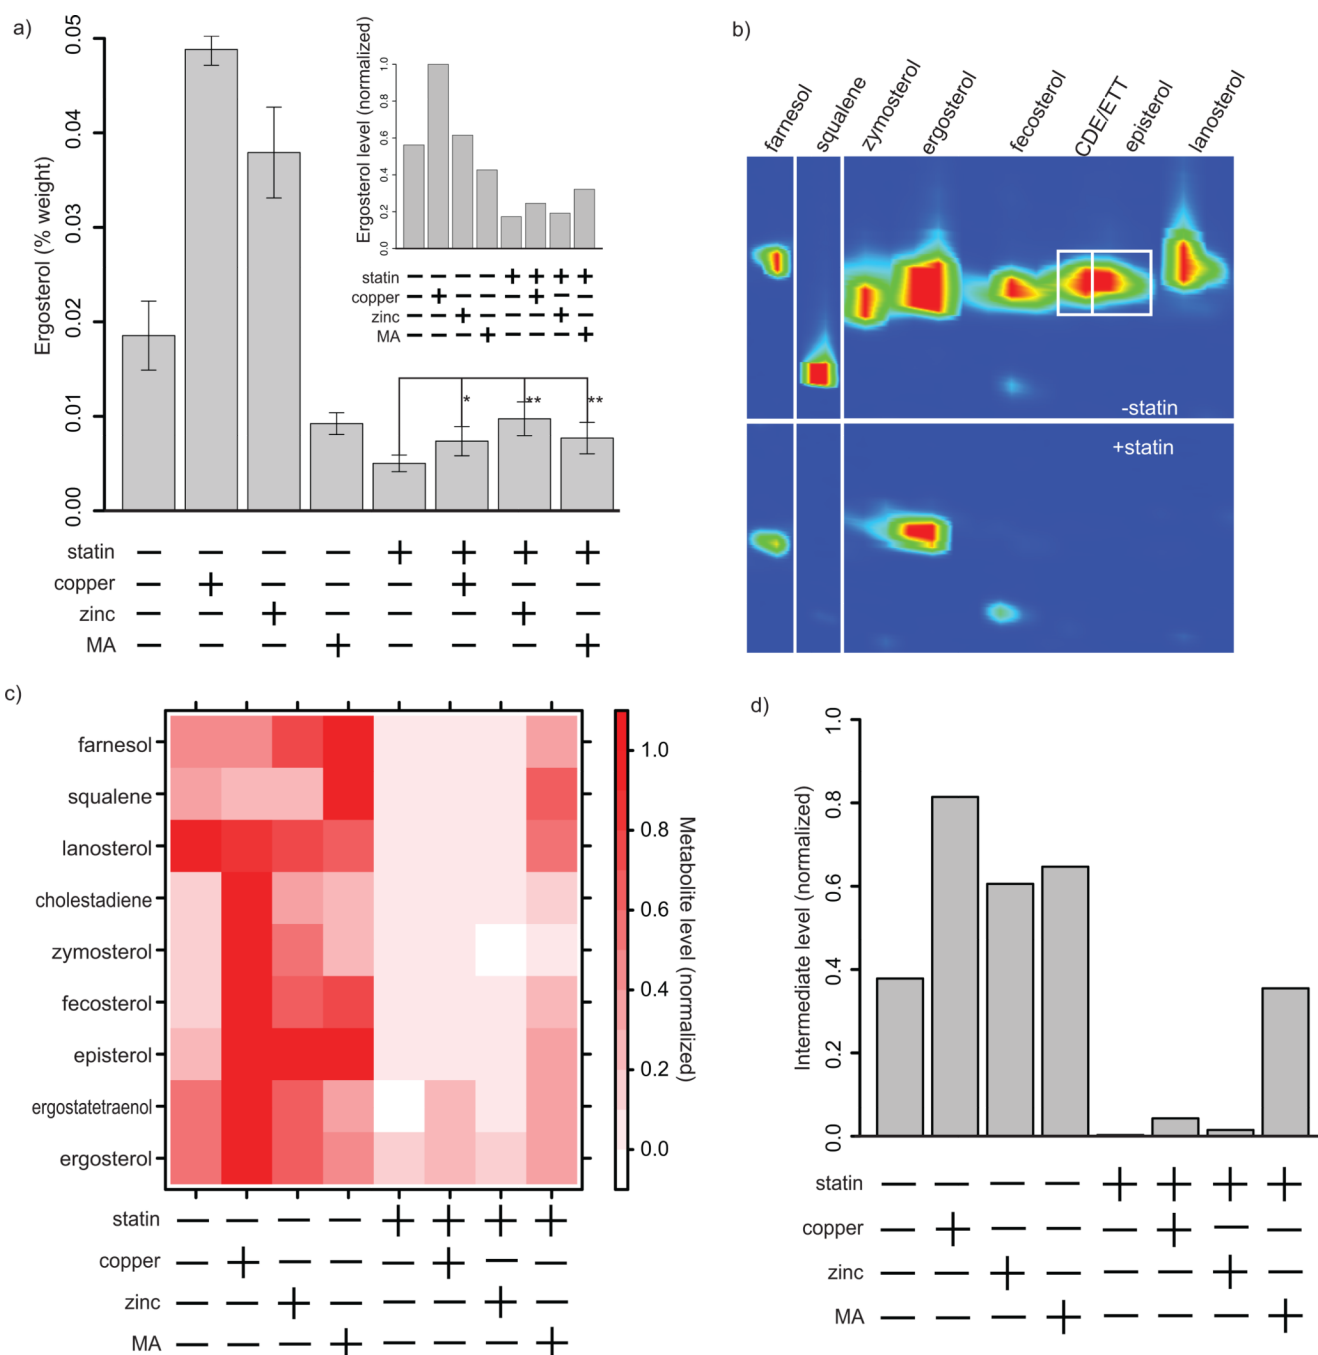 a)
Ergosterol (% weight)
0.05
0.04
0.03
0.02
0.01
0.00
* ** **
statin — — — — + + + +
copper — + — — — + — —
zinc — — + — — — + —
MA — — — + — — — +
Ergosterol level (normalized)
1.0
0.8
0.6
0.4
0.2
0.0
statin — — — — + + + +
copper — + — — — + — —
zinc — — + — — — + —
MA — — — + — — — +
b)
farnesol squalene zymosterol ergosterol fecosterol CDE/ETT episterol lanosterol
-statin
+statin
c)
farnesol
squalene
lanosterol
cholestadiene
zymosterol
fecosterol
episterol
ergostatetraenol
ergosterol
1.0
0.8
0.6
0.4
0.2
0.0
Metabolite level (normalized)
statin — — — — + + + +
copper — + — — — + — —
zinc — — + — — — + —
MA — — — + — — — +
d)
Intermediate level (normalized)
1.0
0.8
0.6
0.4
0.2
0.0
statin — — — — + + + +
copper — + — — — + — —
zinc — — + — — — + —
MA — — — + — — — +